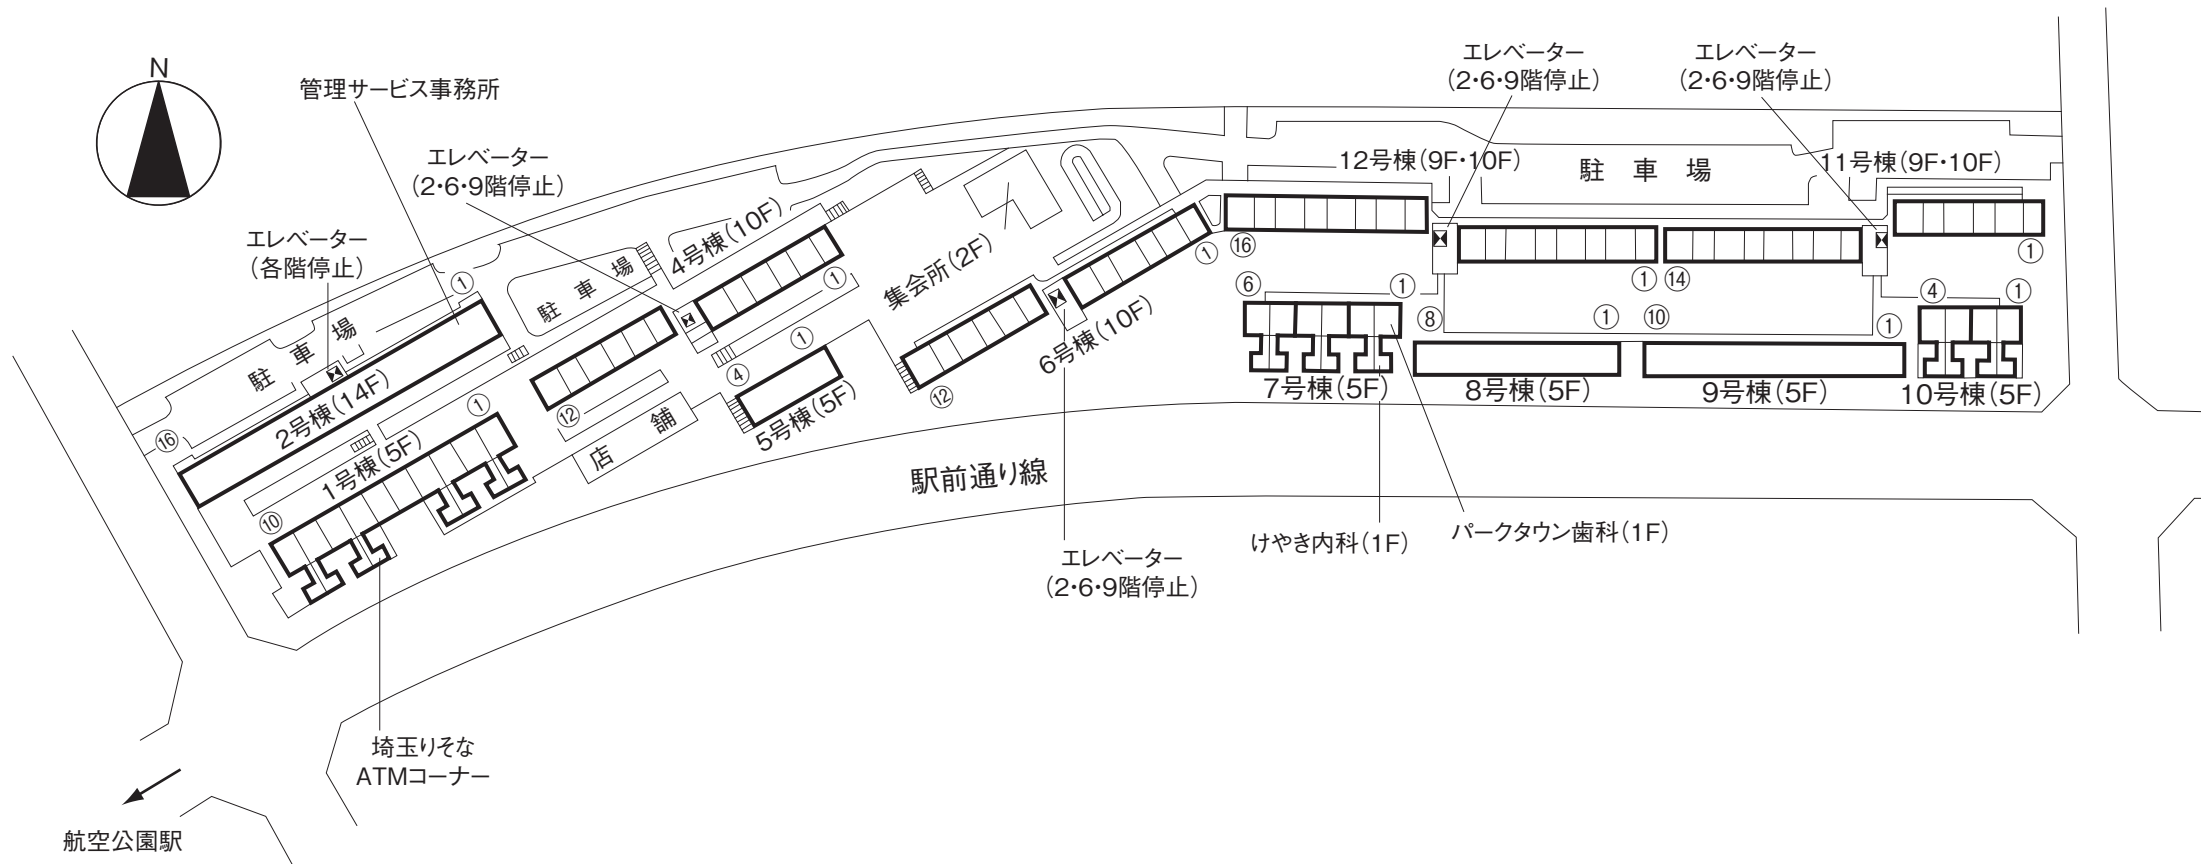 N
管理サービス事務所
エレベーター
(2・6・9階停止)
エレベーター
(各階停止)
エレベーター
(2・6・9階停止)
エレベーター
(2・6・9階停止)
12号棟(9F・10F)
駐車場
11号棟(9F・10F)
4号棟(10F)
駐車場
集会所(2F)
駐車場
①
①
①
⑯
①
⑭
①
⑯
2号棟(14F)
①
⑫
①
④
⑫
6号棟(10F)
⑥
①
⑧
①
⑩
①
④
①
1号棟(5F)
⑩
店舗
5号棟(5F)
7号棟(5F)
8号棟(5F)
9号棟(5F)
10号棟(5F)
駅前通り線
けやき内科(1F)
パークタウン歯科(1F)
エレベーター
(2・6・9階停止)
埼玉りそな
ATMコーナー
航空公園駅